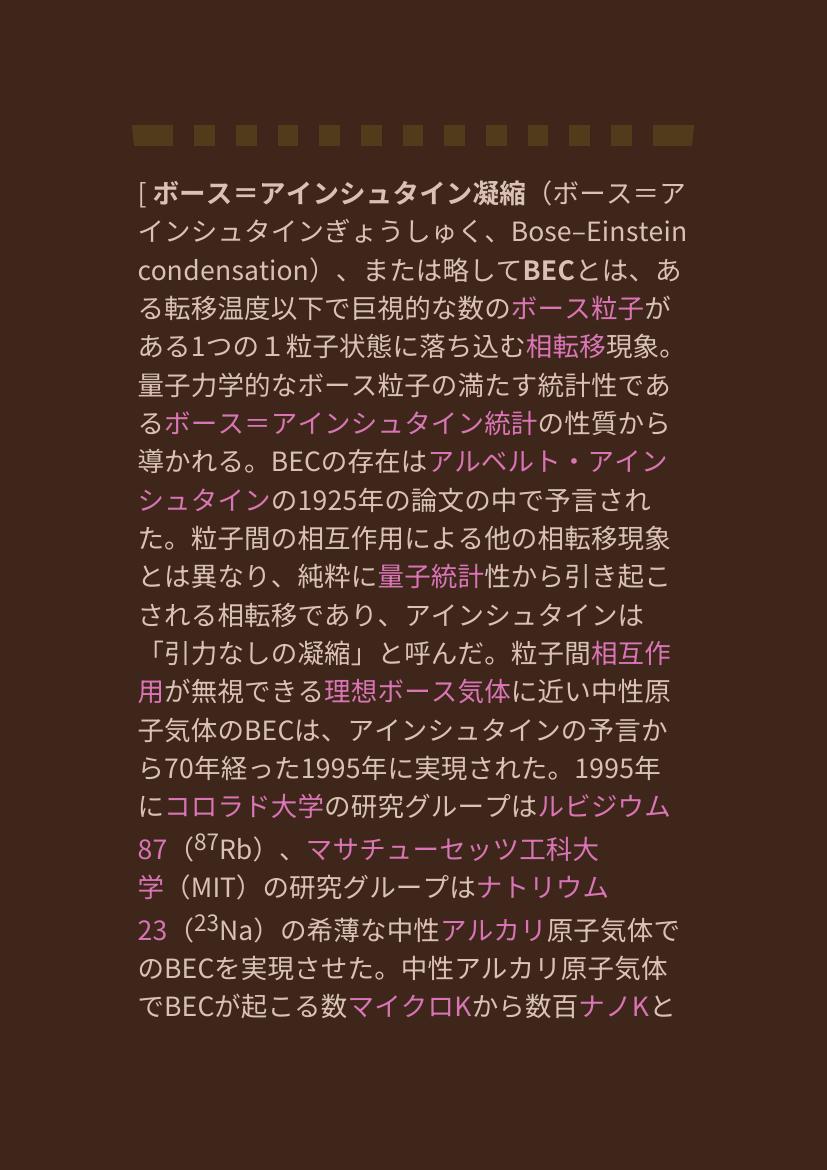 [ ボース＝アインシュタイン凝縮（ボース＝ア
インシュタインぎょうしゅく、Bose–Einstein
condensation）、または略してBECとは、あ
る転移温度以下で巨視的な数のボース粒子が
ある1つの１粒子状態に落ち込む相転移現象。
量子力学的なボース粒子の満たす統計性であ
るボース＝アインシュタイン統計の性質から
導かれる。BECの存在はアルベルト・アイン
シュタインの1925年の論文の中で予言され
た。粒子間の相互作用による他の相転移現象
とは異なり、純粋に量子統計性から引き起こ
される相転移であり、アインシュタインは
「引力なしの凝縮」と呼んだ。粒子間相互作
用が無視できる理想ボース気体に近い中性原
子気体のBECは、アインシュタインの予言か
ら70年経った1995年に実現された。1995年
にコロラド大学の研究グループはルビジウム
87（⁸⁷Rb）、マサチューセッツ工科大
学（MIT）の研究グループはナトリウム
23（²³Na）の希薄な中性アルカリ原子気体で
のBECを実現させた。中性アルカリ原子気体
でBECが起こる数マイクロKから数百ナノKと